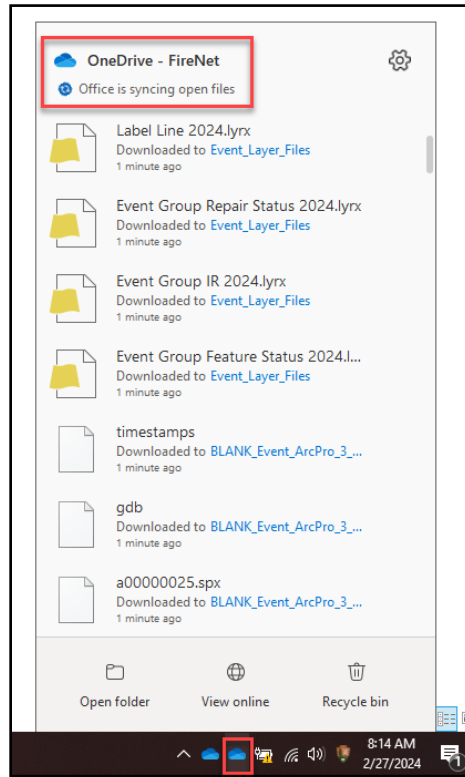 OneDrive - FireNet
Office is syncing open files
Label Line 2024.lyrx
Downloaded to Event_Layer_Files
1 minute ago
Event Group Repair Status 2024.lyrx
Downloaded to Event_Layer_Files
1 minute ago
Event Group IR 2024.lyrx
Downloaded to Event_Layer_Files
1 minute ago
Event Group Feature Status 2024.l...
Downloaded to Event_Layer_Files
1 minute ago
timestamps
Downloaded to BLANK_Event_ArcPro_3_...
1 minute ago
gdb
Downloaded to BLANK_Event_ArcPro_3_...
1 minute ago
a00000025.spx
Downloaded to BLANK_Event_ArcPro_3_...
1 minute ago
Open folder View online Recycle bin
8:14 AM
2/27/2024
1